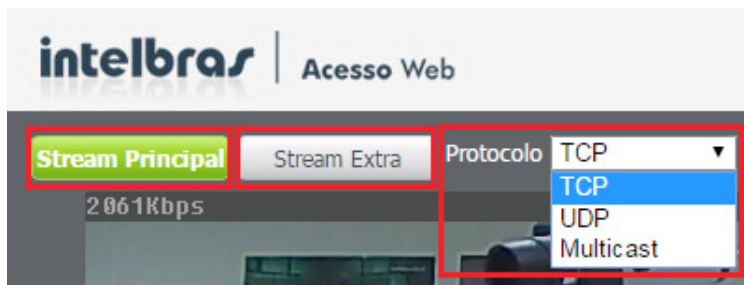 intelbras Acesso Web
Stream Principal Stream Extra Protocolo TCP
TCP
UDP
Multicast
2061Kbps